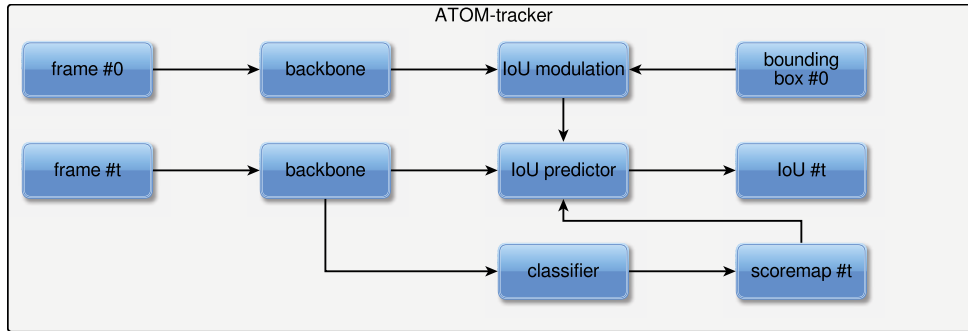 ATOM-tracker
frame #0
backbone
IoU modulation
bounding
box #0
frame #t
backbone
IoU predictor
IoU #t
classifier
scoremap #t